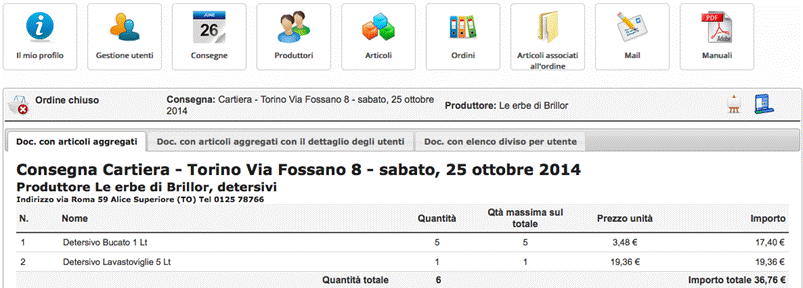 Il mio profilo
Gestione utenti
JUNE
26
Consegne
Produttori
Articoli
Ordini
Articoli associati
all'ordine
Mail
PDF
Adobe
Manuali
Ordine chiuso
Consegna: Cartiera - Torino Via Fossano 8 - sabato, 25 ottobre
2014
Produttore: Le erbe di Brillor
Doc. con articoli aggregati
Doc. con articoli aggregati con il dettaglio degli utenti
Doc. con elenco diviso per utente
Consegna Cartiera - Torino Via Fossano 8 - sabato, 25 ottobre 2014
Produttore Le erbe di Brillor, detersivi
Indirizzo via Roma 59 Alice Superiore (TO) Tel 0125 78766
N. Nome Quantità Qtà massima sul
totale Prezzo unità Importo
1 Detersivo Bucato 1 Lt 5 5 3,48 € 17,40 €
2 Detersivo Lavastoviglie 5 Lt 1 1 19,36 € 19,36 €
Quantità totale 6 Importo totale 36,76 €